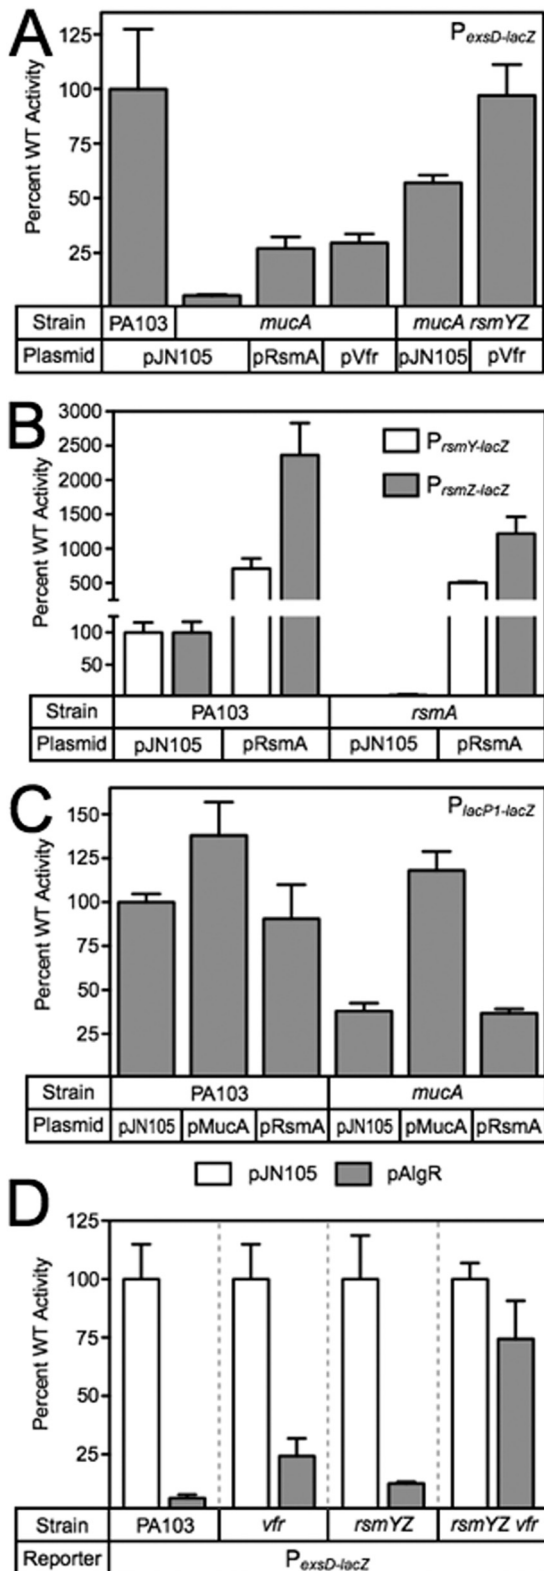 A
P exsD-lacZ
Percent WT Activity
125
100
75
50
25
Strain PA103 mucA mucA rsmYZ
Plasmid pJN105 pRsmA pVfr pJN105 pVfr
B
PrsmY-lacZ
PrsmZ-lacZ
Percent WT Activity
3000
2500
2000
1500
1000
500
100
50
Strain PA103 rsmA
Plasmid pJN105 pRsmA pJN105 pRsmA
C
PlacP1-lacZ
Percent WT Activity
150
125
100
75
50
25
Strain PA103 mucA
Plasmid pJN105 pMucA pRsmA pJN105 pMucA pRsmA
pJN105 pAlgR
D
Percent WT Activity
125
100
75
50
25
Strain PA103 vfr rsmYZ rsmYZ vfr
Reporter PexsD-lacZ